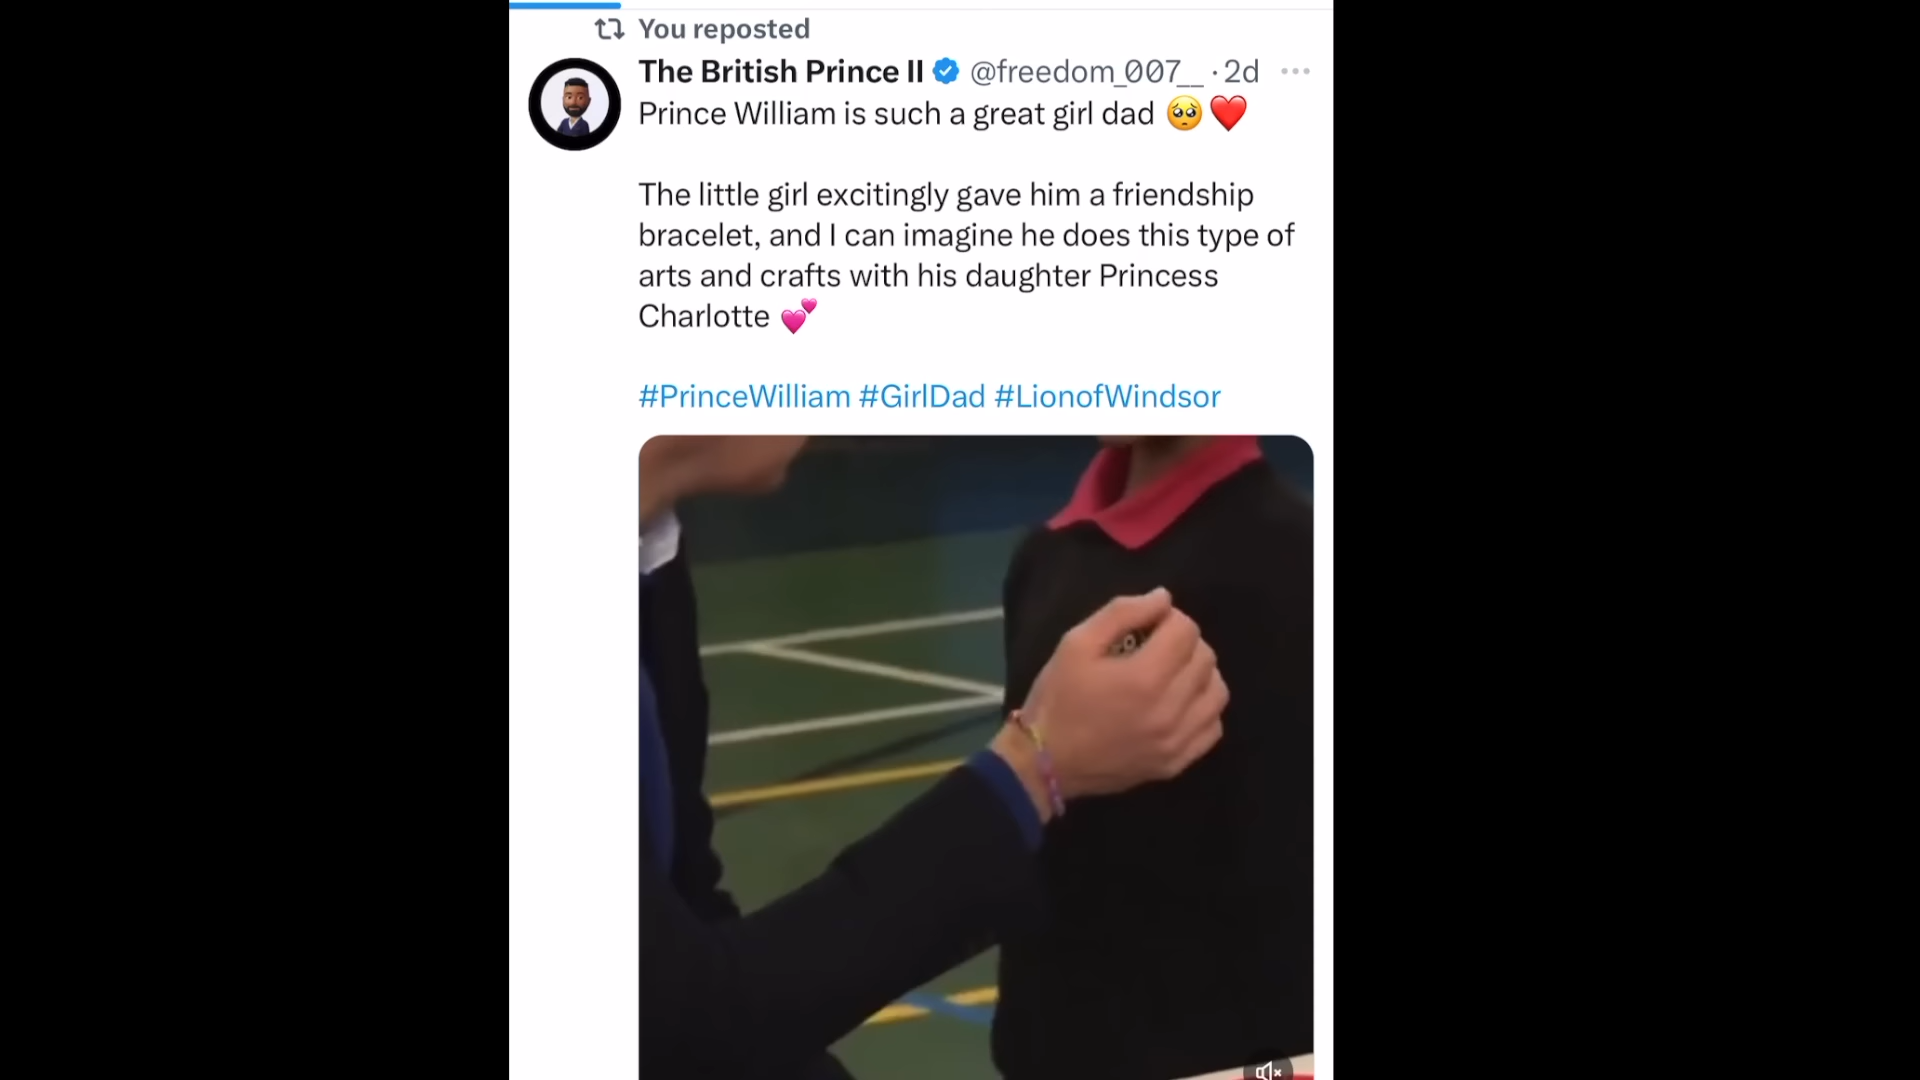 You reposted
The British Prince II @freedom_007__ · 2d
Prince William is such a great girl dad 🥺❤️
The little girl excitingly gave him a friendship
bracelet, and I can imagine he does this type of
arts and crafts with his daughter Princess
Charlotte 💕
#PrinceWilliam #GirlDad #LionofWindsor